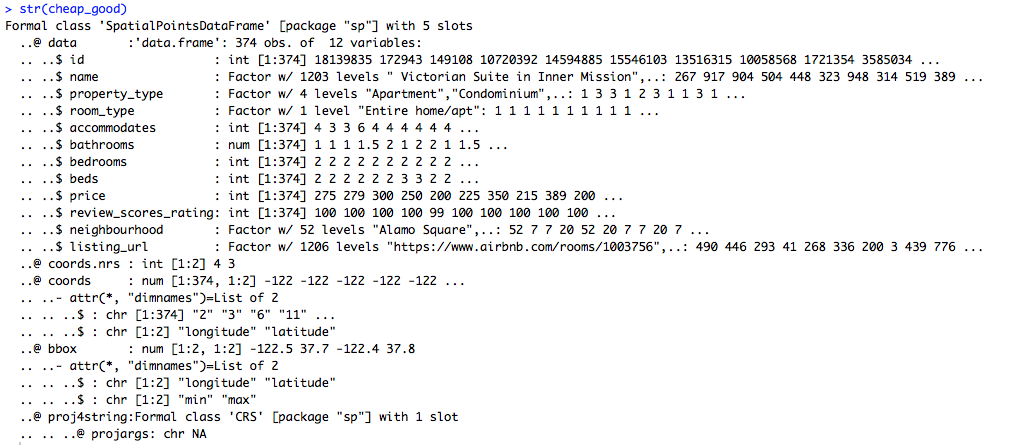 > str(cheap_good)
Formal class 'SpatialPointsDataFrame' [package "sp"] with 5 slots
  ..@ data       :'data.frame': 374 obs. of  12 variables:
  .. ..$ id                  : int [1:374] 18139835 172943 149108 10720392 14594885 15546103 13516315 10058568 1721354 3585034 ...
  .. ..$ name                : Factor w/ 1203 levels " Victorian Suite in Inner Mission",..: 267 917 904 504 448 323 948 314 519 389 ...
  .. ..$ property_type       : Factor w/ 4 levels "Apartment","Condominium",..: 1 3 3 1 2 3 1 1 3 1 ...
  .. ..$ room_type           : Factor w/ 1 level "Entire home/apt": 1 1 1 1 1 1 1 1 1 1 ...
  .. ..$ accommodates        : int [1:374] 4 3 3 6 4 4 4 4 4 4 ...
  .. ..$ bathrooms           : num [1:374] 1 1 1 1.5 2 1 2 2 1 1.5 ...
  .. ..$ bedrooms            : int [1:374] 2 2 2 2 2 2 2 2 2 2 ...
  .. ..$ beds                : int [1:374] 2 2 2 2 2 2 3 3 2 2 ...
  .. ..$ price               : int [1:374] 275 279 300 250 200 225 350 215 389 200 ...
  .. ..$ review_scores_rating: int [1:374] 100 100 100 100 99 100 100 100 100 100 ...
  .. ..$ neighbourhood       : Factor w/ 52 levels "Alamo Square",..: 52 7 7 20 52 20 7 7 20 7 ...
  .. ..$ listing_url         : Factor w/ 1206 levels "https://www.airbnb.com/rooms/1003756",..: 490 446 293 41 268 336 200 3 439 776 ...
  ..@ coords.nrs : int [1:2] 4 3
  ..@ coords     : num [1:374, 1:2] -122 -122 -122 -122 -122 ...
  .. ..- attr(*, "dimnames")=List of 2
  .. .. ..$ : chr [1:374] "2" "3" "6" "11" ...
  .. .. ..$ : chr [1:2] "longitude" "latitude"
  ..@ bbox       : num [1:2, 1:2] -122.5 37.7 -122.4 37.8
  .. ..- attr(*, "dimnames")=List of 2
  .. .. ..$ : chr [1:2] "longitude" "latitude"
  .. .. ..$ : chr [1:2] "min" "max"
  ..@ proj4string:Formal class 'CRS' [package "sp"] with 1 slot
  .. .. ..@ projargs: chr NA